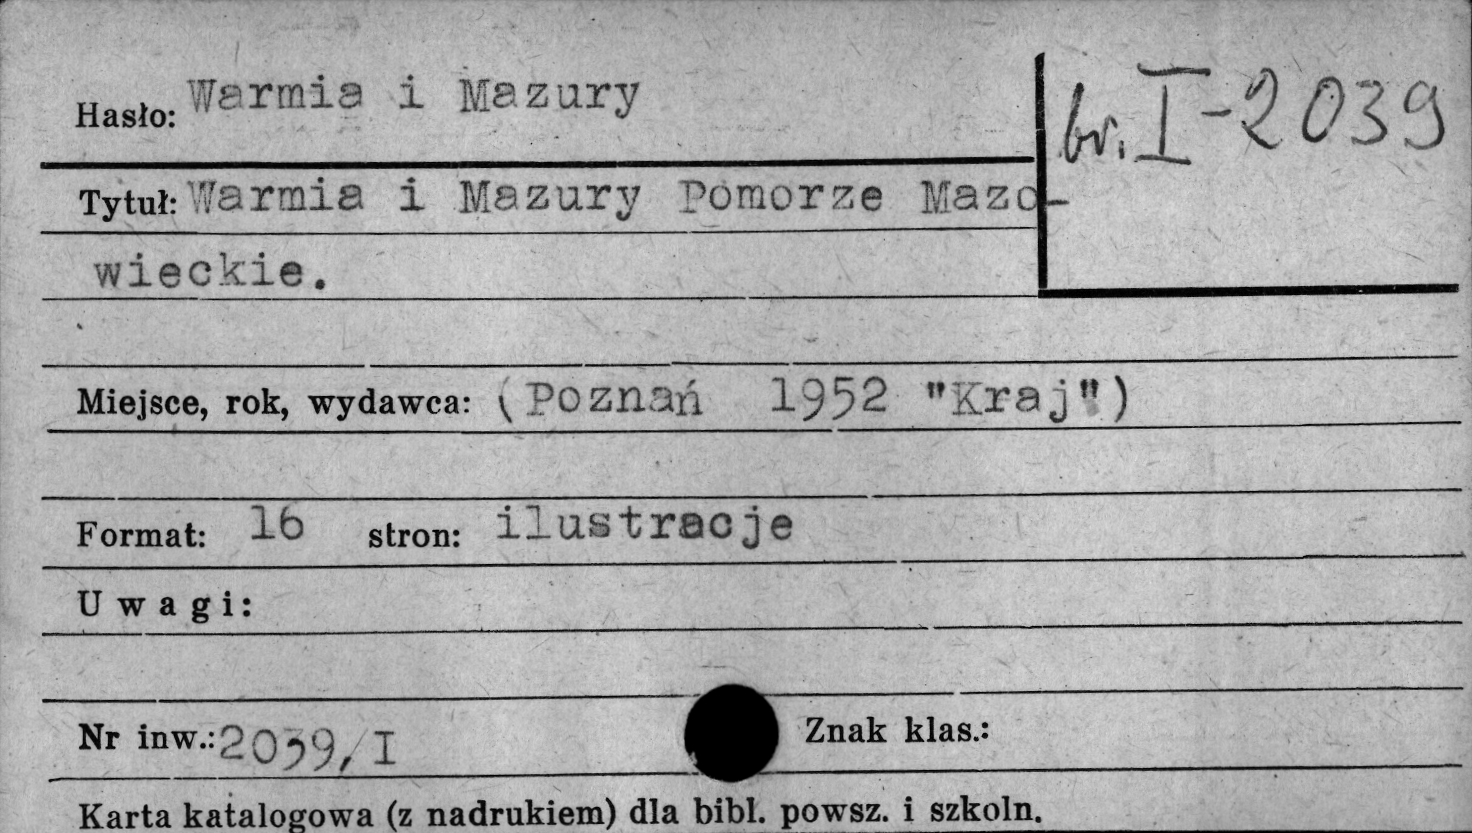 Hasło: Warmia i Mazury
br. I-2039
Tytuł: Warmia i Mazury Pomorze Mazo-
wieckie.
Miejsce, rok, wydawca: (Poznań 1952 "Kraj")
Format: 16 stron: ilustracje
Uwagi:
Nr inw.: 2039/I Znak klas.:
Karta katalogowa (z nadrukiem) dla bibl. powsz. i szkoln.